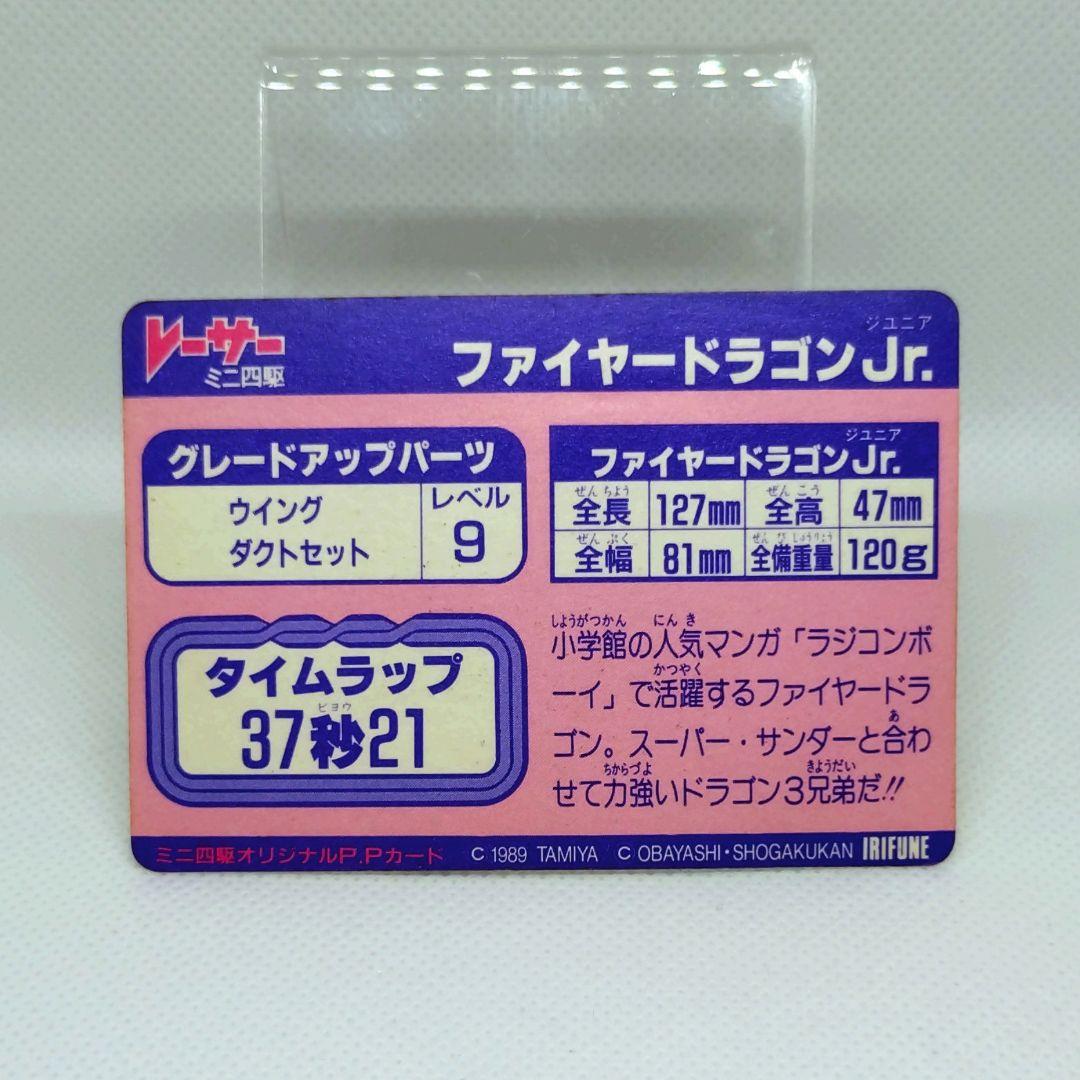 レーサー
ミニ四駆
ジユニア
ファイヤードラゴンJr.
グレードアップパーツ
ウイング
ダクトセット
レベル
9
ジユニア
ファイヤードラゴンJr.
ぜんちよう
全長 127mm
ぜんこう
全高 47mm
ぜんぷく
全幅 81mm
ぜんびじゆうりよう
全備重量 120g
タイムラップ
ビヨウ
37秒21
しようがつかん にんき
小学館の人気マンガ「ラジコンボ
かつやく
ーイ」で活躍するファイヤードラ
あ
ゴン。スーパー・サンダーと合わ
ちからづよ きようだい
せて力強いドラゴン3兄弟だ!!
ミニ四駆オリジナルP.Pカード C 1989 TAMIYA C OBAYASHI・SHOGAKUKAN IRIFUNE